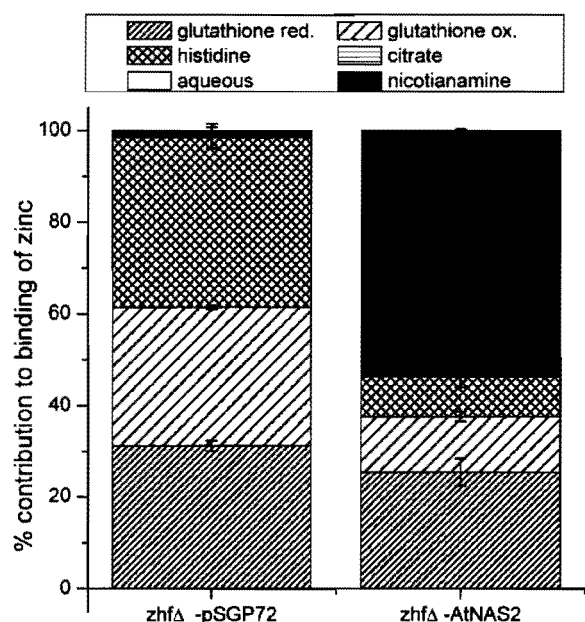 glutathione red. glutathione ox.
histidine citrate
aqueous nicotianamine
% contribution to binding of zinc
100
80
60
40
20
0
zhfΔ -pSGP72 zhfΔ -AtNAS2